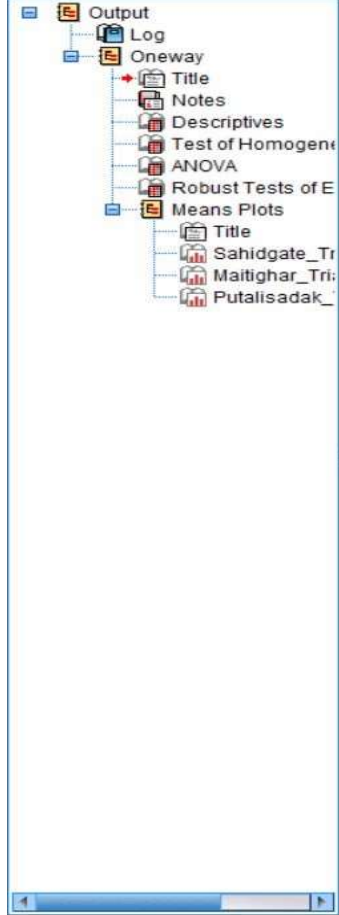 Output
Log
Oneway
Title
Notes
Descriptives
Test of Homogene
ANOVA
Robust Tests of E
Means Plots
Title
Sahidgate_Tr
Maitighar_Tri
Putalisadak_